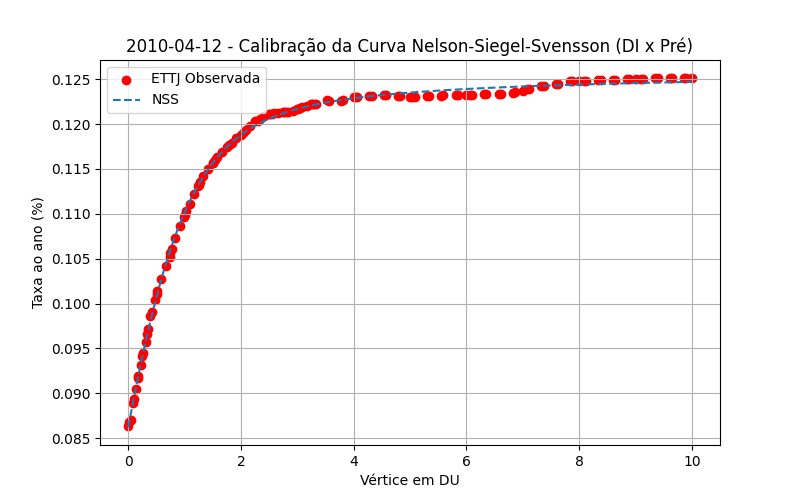 2010-04-12 - Calibração da Curva Nelson-Siegel-Svensson (DI x Pré)
ETTJ Observada
NSS
Taxa ao ano (%)
0.125
0.120
0.115
0.110
0.105
0.100
0.095
0.090
0.085
0 2 4 6 8 10
Vértice em DU